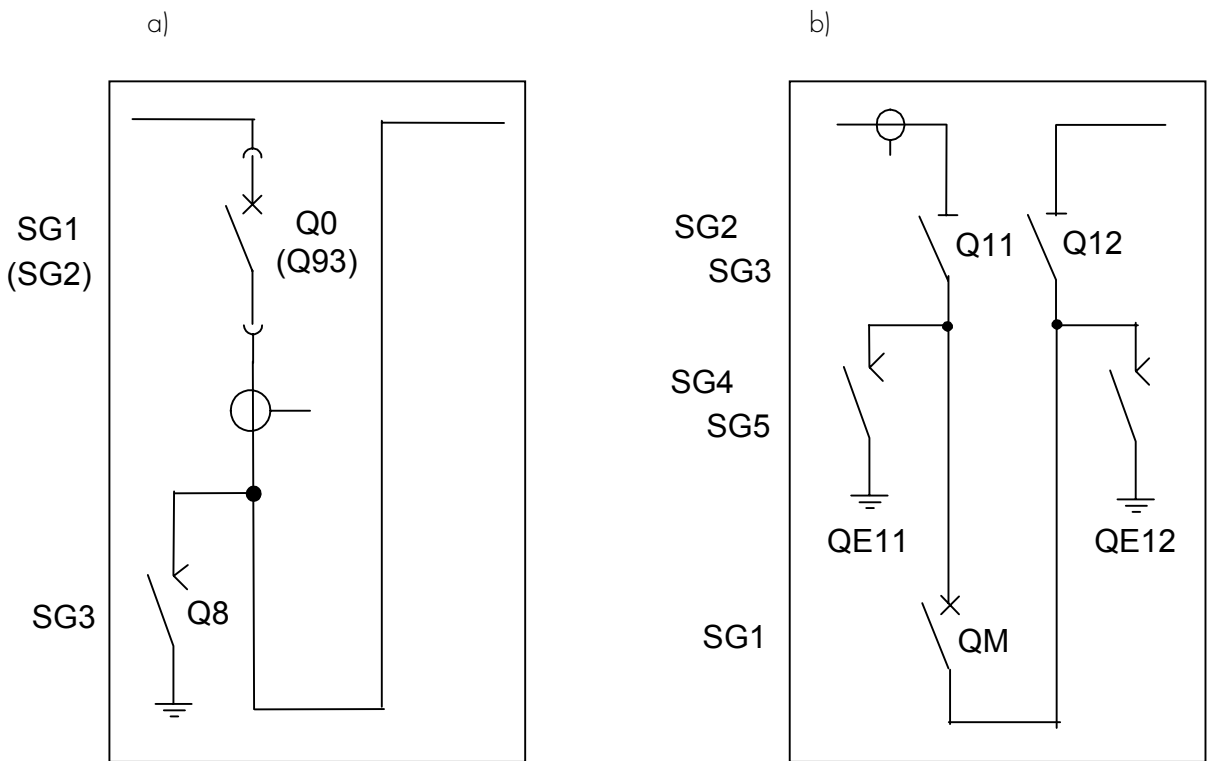 a)
SG1
(SG2)
Q0
(Q93)
SG3
Q8
b)
SG2
SG3
Q11
Q12
SG4
SG5
QE11
QE12
SG1
QM